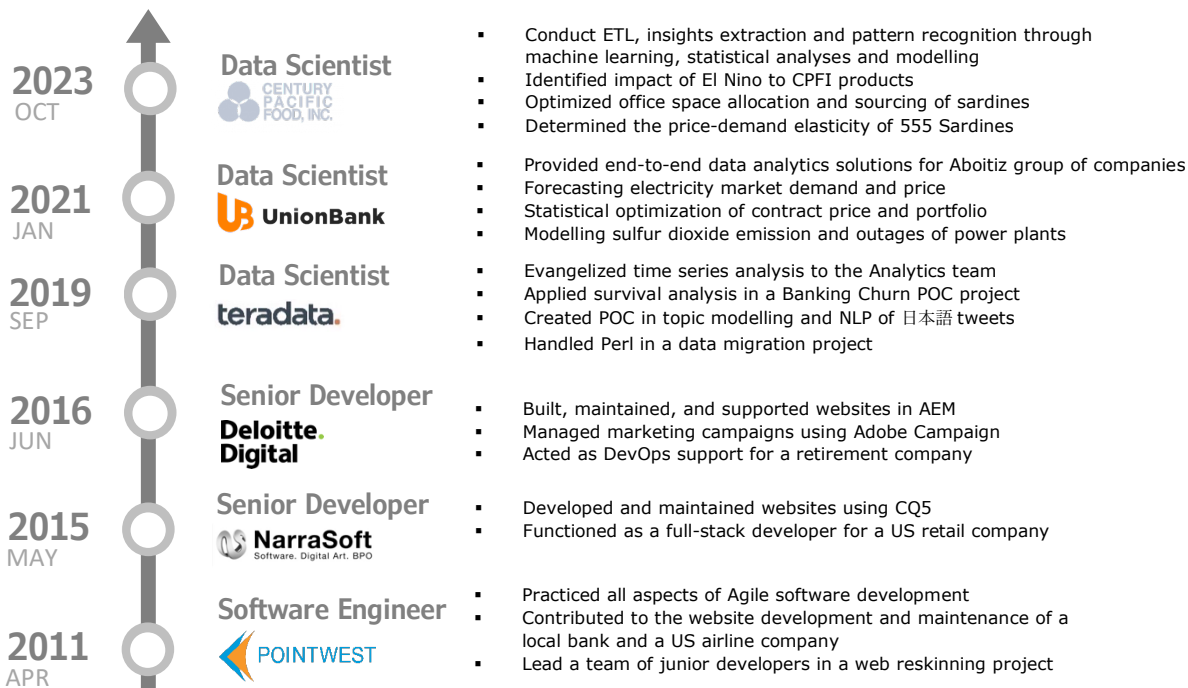 2023
OCT
Data Scientist
CENTURY
PACIFIC
FOOD, INC.
▪ Conduct ETL, insights extraction and pattern recognition through
machine learning, statistical analyses and modelling
▪ Identified impact of El Nino to CPFI products
▪ Optimized office space allocation and sourcing of sardines
▪ Determined the price-demand elasticity of 555 Sardines
2021
JAN
Data Scientist
UB UnionBank
▪ Provided end-to-end data analytics solutions for Aboitiz group of companies
▪ Forecasting electricity market demand and price
▪ Statistical optimization of contract price and portfolio
▪ Modelling sulfur dioxide emission and outages of power plants
2019
SEP
Data Scientist
teradata.
▪ Evangelized time series analysis to the Analytics team
▪ Applied survival analysis in a Banking Churn POC project
▪ Created POC in topic modelling and NLP of 日本語 tweets
▪ Handled Perl in a data migration project
2016
JUN
Senior Developer
Deloitte.
Digital
▪ Built, maintained, and supported websites in AEM
▪ Managed marketing campaigns using Adobe Campaign
▪ Acted as DevOps support for a retirement company
2015
MAY
Senior Developer
NarraSoft
Software. Digital Art. BPO
▪ Developed and maintained websites using CQ5
▪ Functioned as a full-stack developer for a US retail company
2011
APR
Software Engineer
POINTWEST
▪ Practiced all aspects of Agile software development
▪ Contributed to the website development and maintenance of a
local bank and a US airline company
▪ Lead a team of junior developers in a web reskinning project